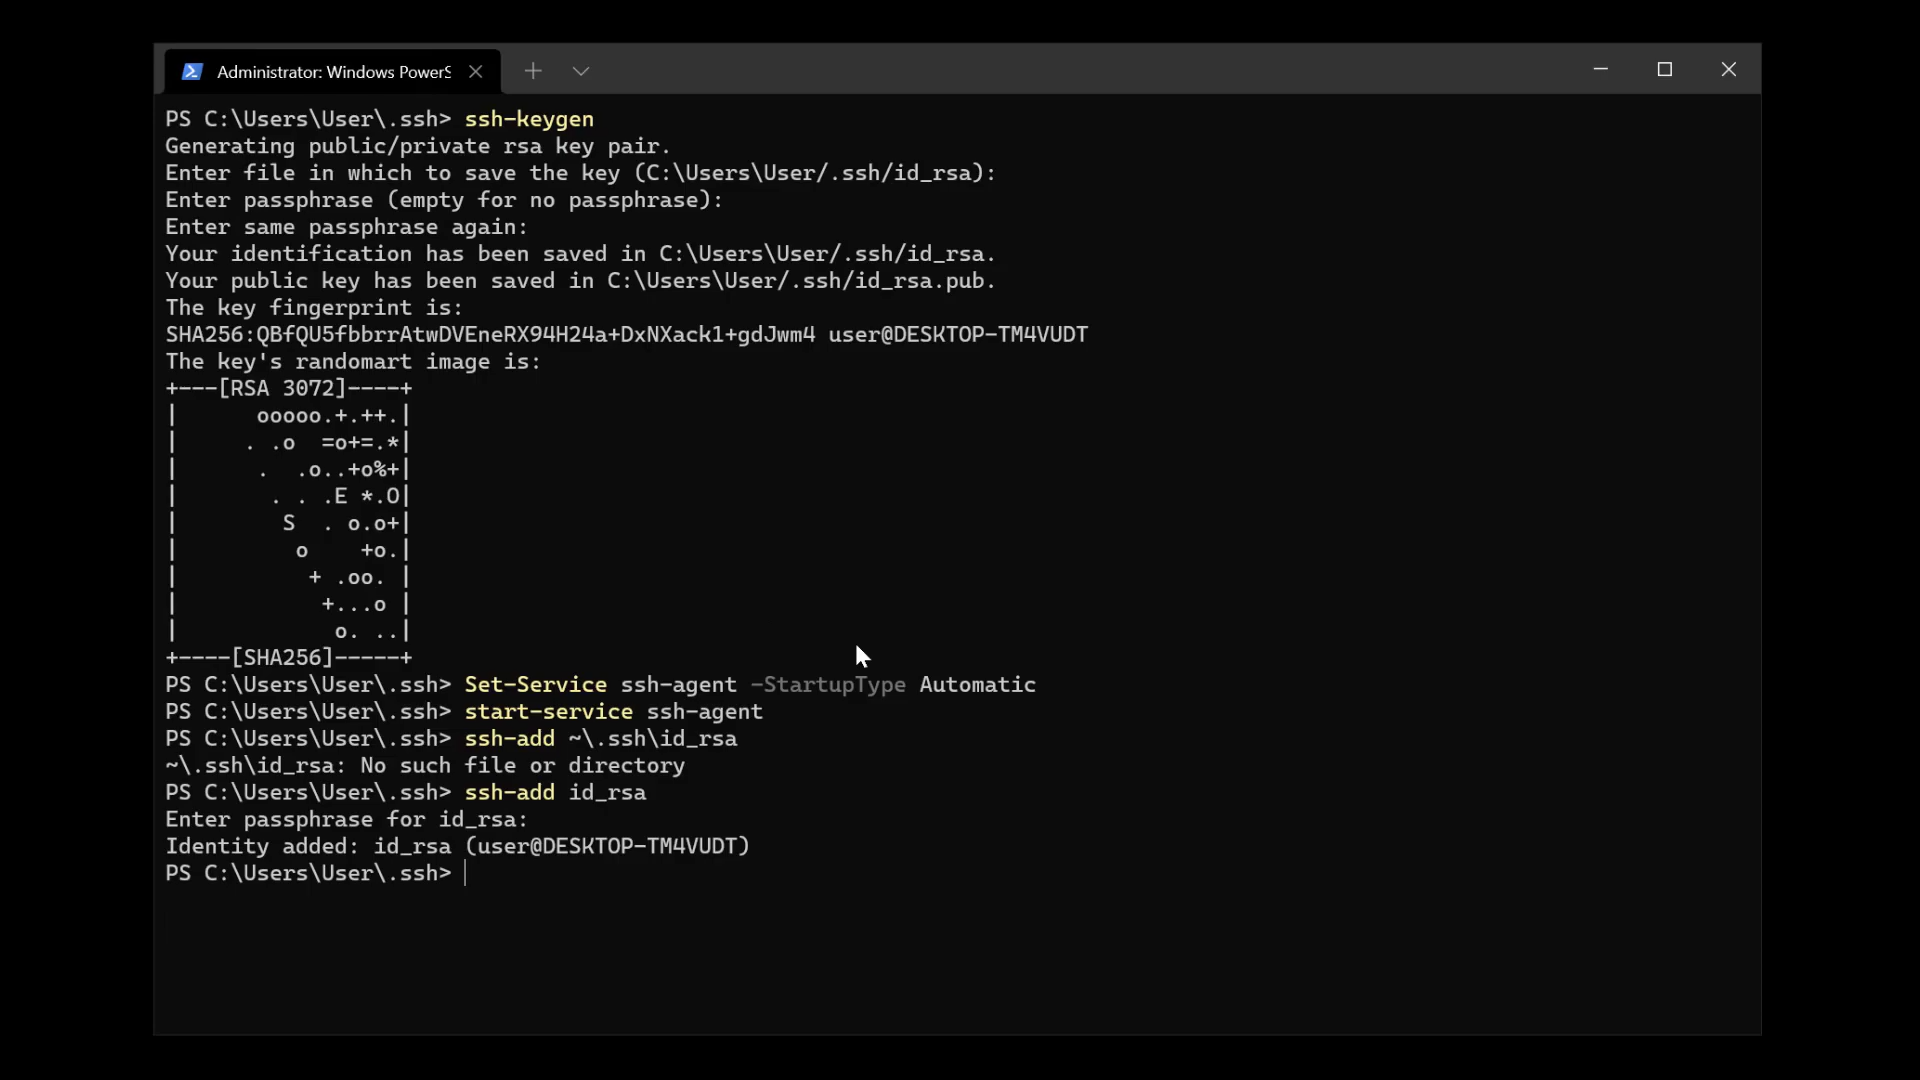 Administrator: Windows PowerS
PS C:\Users\User\.ssh> ssh-keygen
Generating public/private rsa key pair.
Enter file in which to save the key (C:\Users\User/.ssh/id_rsa):
Enter passphrase (empty for no passphrase):
Enter same passphrase again:
Your identification has been saved in C:\Users\User/.ssh/id_rsa.
Your public key has been saved in C:\Users\User/.ssh/id_rsa.pub.
The key fingerprint is:
SHA256:QBfQU5fbbrrAtwDVEneRX94H24a+DxNXack1+gdJwm4 user@DESKTOP-TM4VUDT
The key's randomart image is:
+---[RSA 3072]----+
|      ooooo.+.++.|
|     . .o  =o+=.*|
|      .  .o..+o%+|
|       . . .E *.O|
|        S  . o.o+|
|         o    +o.|
|          + .oo. |
|           +...o |
|            o. ..|
+----[SHA256]-----+
PS C:\Users\User\.ssh> Set-Service ssh-agent -StartupType Automatic
PS C:\Users\User\.ssh> start-service ssh-agent
PS C:\Users\User\.ssh> ssh-add ~\.ssh\id_rsa
~\.ssh\id_rsa: No such file or directory
PS C:\Users\User\.ssh> ssh-add id_rsa
Enter passphrase for id_rsa:
Identity added: id_rsa (user@DESKTOP-TM4VUDT)
PS C:\Users\User\.ssh>